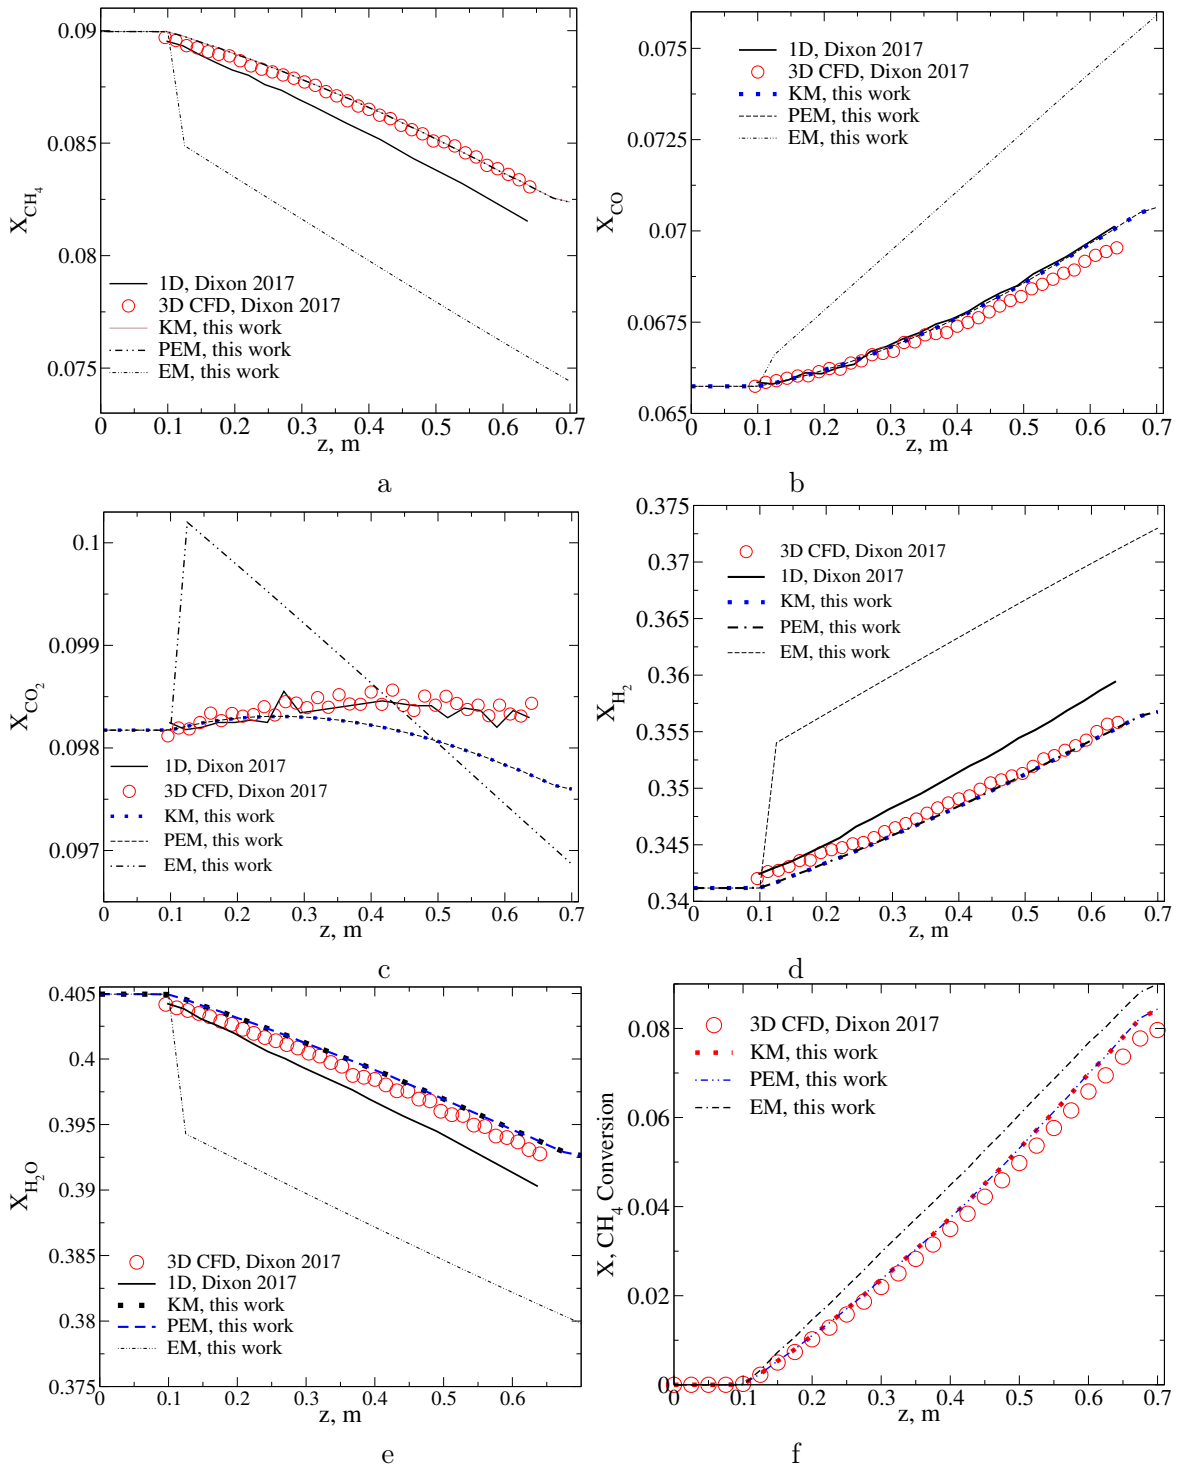 0.09
0.085
0.08
0.075
X_CH4
1D, Dixon 2017
3D CFD, Dixon 2017
KM, this work
PEM, this work
EM, this work
0 0.1 0.2 0.3 0.4 0.5 0.6 0.7
z, m
a
0.075
0.0725
0.07
0.0675
0.065
X_CO
1D, Dixon 2017
3D CFD, Dixon 2017
KM, this work
PEM, this work
EM, this work
0 0.1 0.2 0.3 0.4 0.5 0.6 0.7
z, m
b
0.1
0.099
0.098
0.097
X_CO2
1D, Dixon 2017
3D CFD, Dixon 2017
KM, this work
PEM, this work
EM, this work
0 0.1 0.2 0.3 0.4 0.5 0.6 0.7
z, m
c
0.375
0.37
0.365
0.36
0.355
0.35
0.345
0.34
X_H2
3D CFD, Dixon 2017
1D, Dixon 2017
KM, this work
PEM, this work
EM, this work
0 0.1 0.2 0.3 0.4 0.5 0.6 0.7
z, m
d
0.405
0.4
0.395
0.39
0.385
0.38
0.375
X_H2O
3D CFD, Dixon 2017
1D, Dixon 2017
KM, this work
PEM, this work
EM, this work
0 0.1 0.2 0.3 0.4 0.5 0.6
z, m
e
0.08
0.06
0.04
0.02
0
X, CH4 Conversion
3D CFD, Dixon 2017
KM, this work
PEM, this work
EM, this work
0 0.1 0.2 0.3 0.4 0.5 0.6 0.7
z, m
f